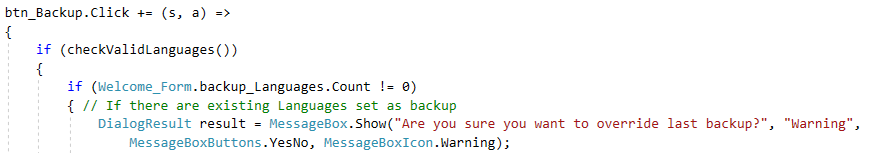 btn_Backup.Click += (s, a) =>
{
if (checkValidLanguages())
{
if (Welcome_Form.backup_Languages.Count != 0)
{ // If there are existing Languages set as backup
DialogResult result = MessageBox.Show("Are you sure you want to override last backup?", "Warning",
MessageBoxButtons.YesNo, MessageBoxIcon.Warning);